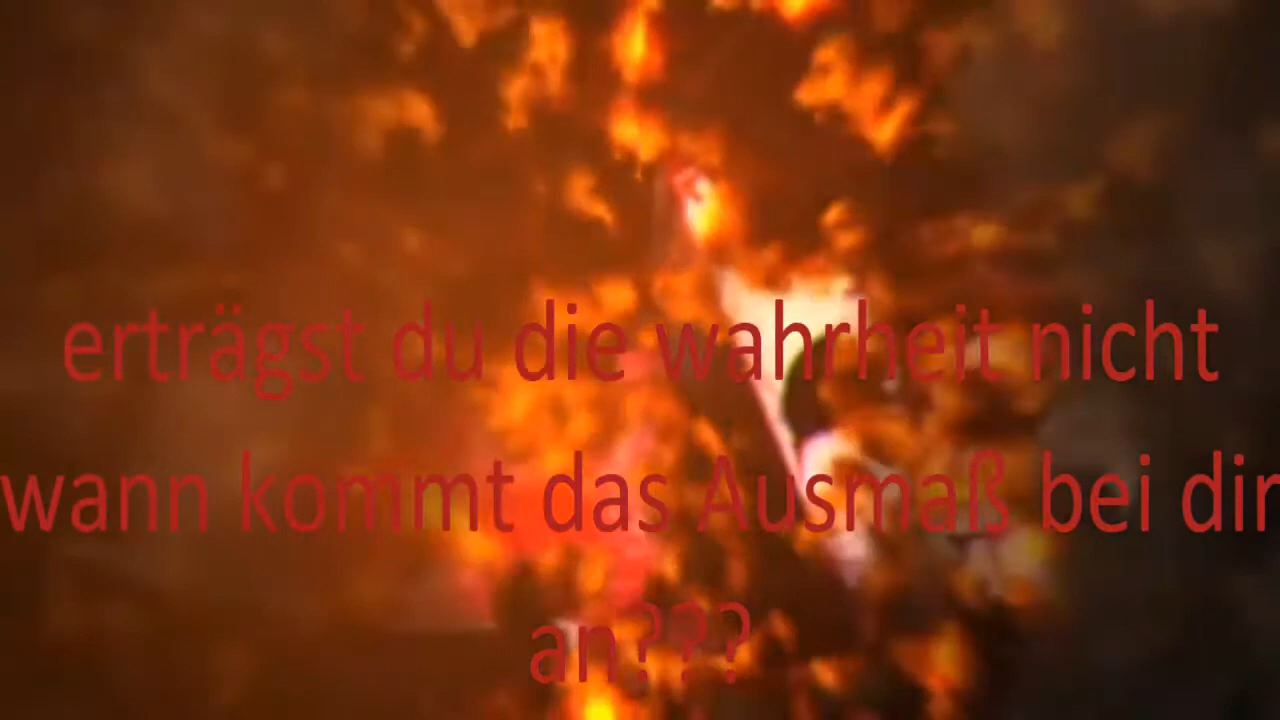 erträgst du die wahrheit nicht
wann kommt das Ausmaß bei dir
an???